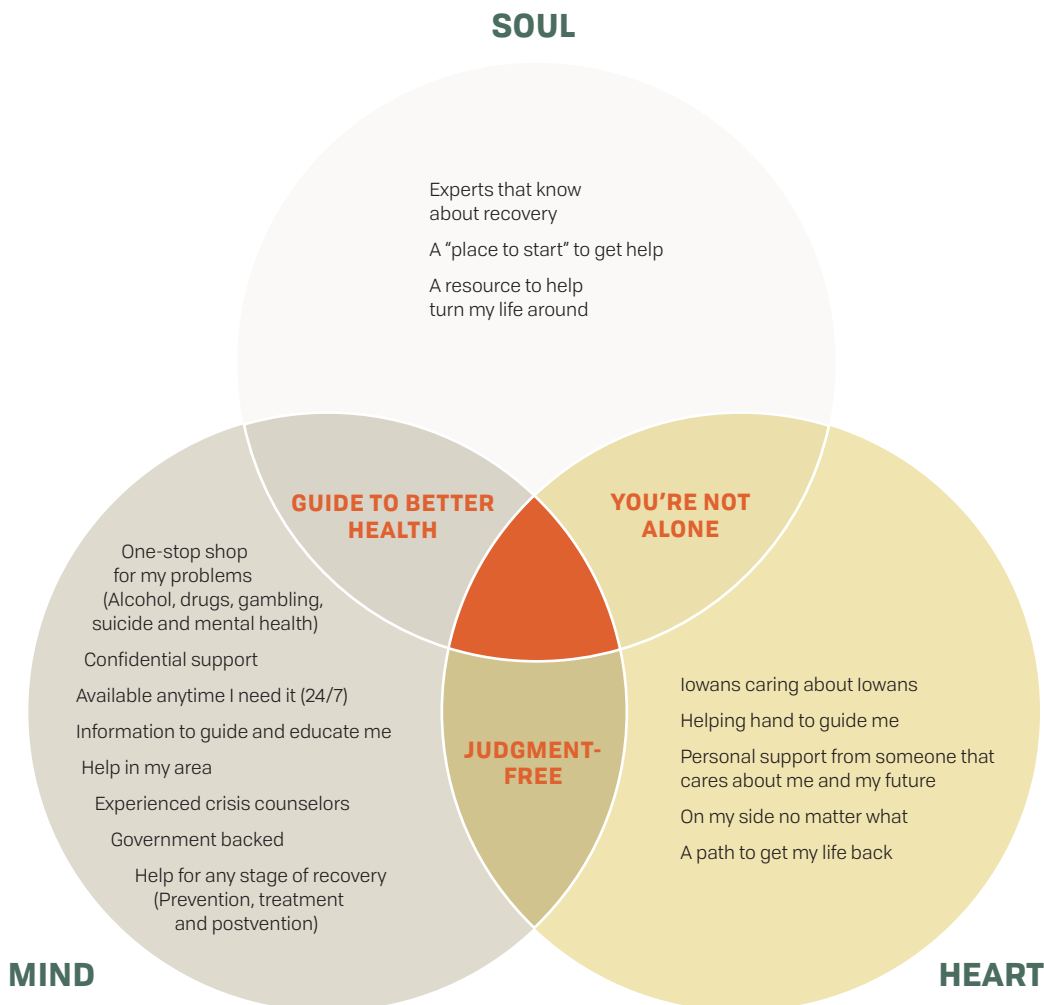 SOUL
Experts that know
about recovery
A “place to start” to get help
A resource to help
turn my life around
GUIDE TO BETTER
HEALTH
YOU’RE NOT
ALONE
One-stop shop
for my problems
(Alcohol, drugs, gambling,
suicide and mental health)
Confidential support
Available anytime I need it (24/7)
Information to guide and educate me
Help in my area
Experienced crisis counselors
Government backed
Help for any stage of recovery
(Prevention, treatment
and postvention)
JUDGMENT-
FREE
Iowans caring about Iowans
Helping hand to guide me
Personal support from someone that
cares about me and my future
On my side no matter what
A path to get my life back
MIND
HEART